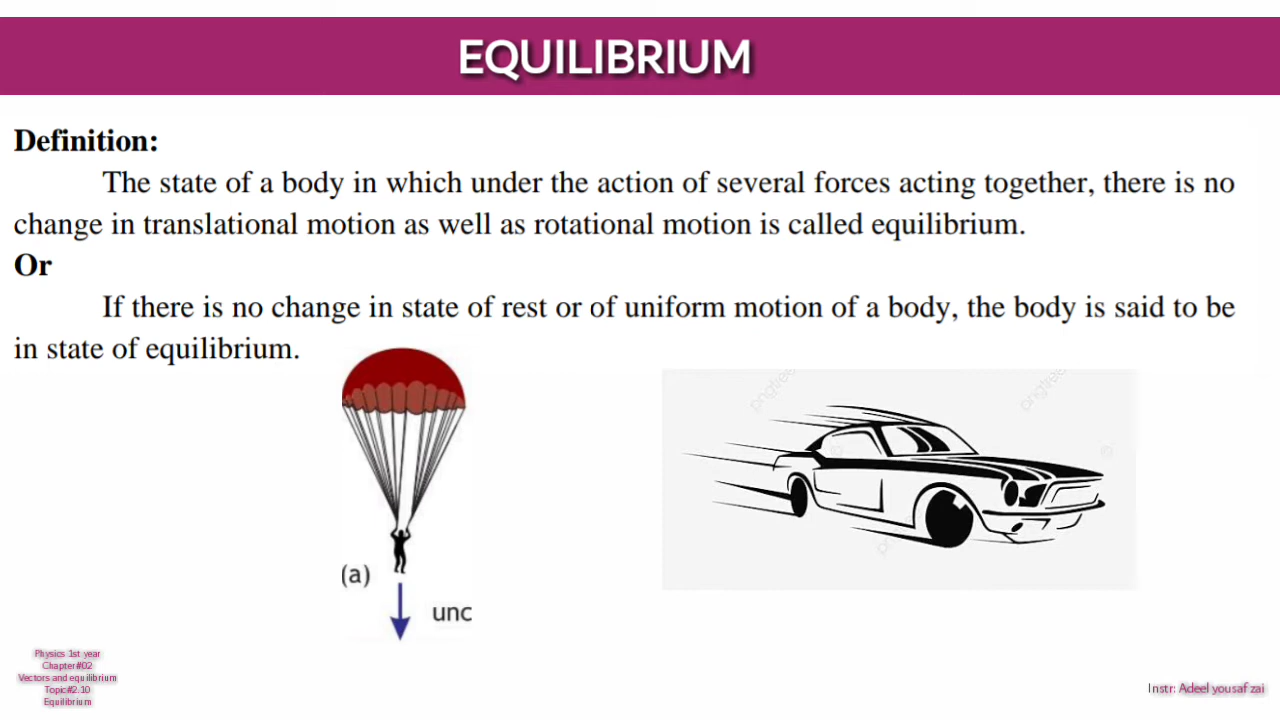 EQUILIBRIUM
Definition:
The state of a body in which under the action of several forces acting together, there is no
change in translational motion as well as rotational motion is called equilibrium.
Or
If there is no change in state of rest or of uniform motion of a body, the body is said to be
in state of equilibrium.
pngtree
pngtree
(a)
unc
Physics 1st year
Chapter#02
Vectors and equilibrium
Topic#2.10
Equilibrium
Instr: Adeel yousaf zai